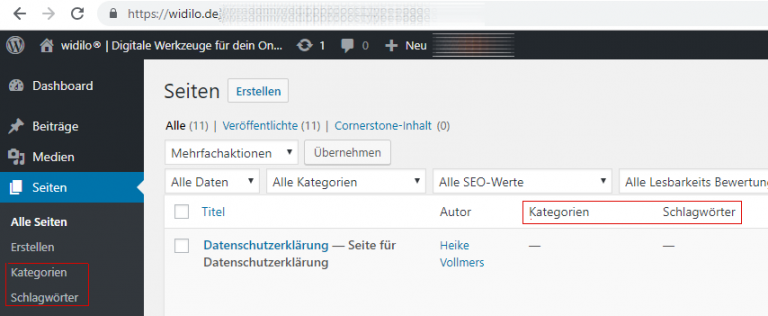 https://widilo.de
widilo® | Digitale Werkzeuge für dein On... 1 0 + Neu
Dashboard
Beiträge
Medien
Seiten
Alle Seiten
Erstellen
Kategorien
Schlagwörter
Seiten Erstellen
Alle (11) | Veröffentlichte (11) | Cornerstone-Inhalt (0)
Mehrfachaktionen Übernehmen
Alle Daten Alle Kategorien Alle SEO-Werte Alle Lesbarkeits Bewertun
Titel Autor Kategorien Schlagwörter
Datenschutzerklärung — Seite für Heike — —
Datenschutzerklärung Vollmers